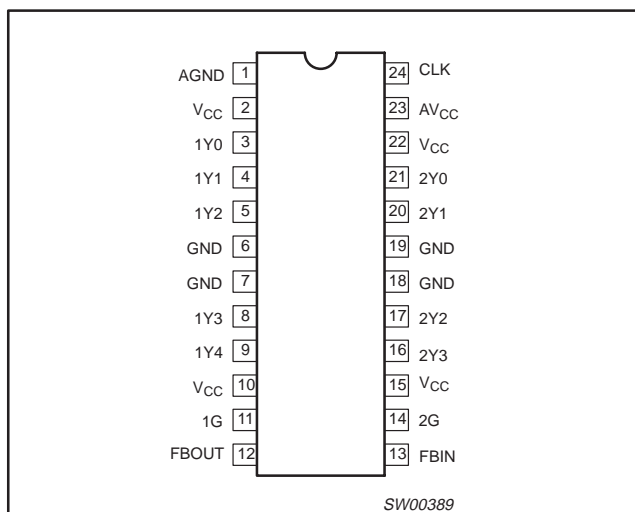 AGND 1 24 CLK
VCC 2 23 AVCC
1Y0 3 22 VCC
1Y1 4 21 2Y0
1Y2 5 20 2Y1
GND 6 19 GND
GND 7 18 GND
1Y3 8 17 2Y2
1Y4 9 16 2Y3
VCC 10 15 VCC
1G 11 14 2G
FBOUT 12 13 FBIN
SW00389